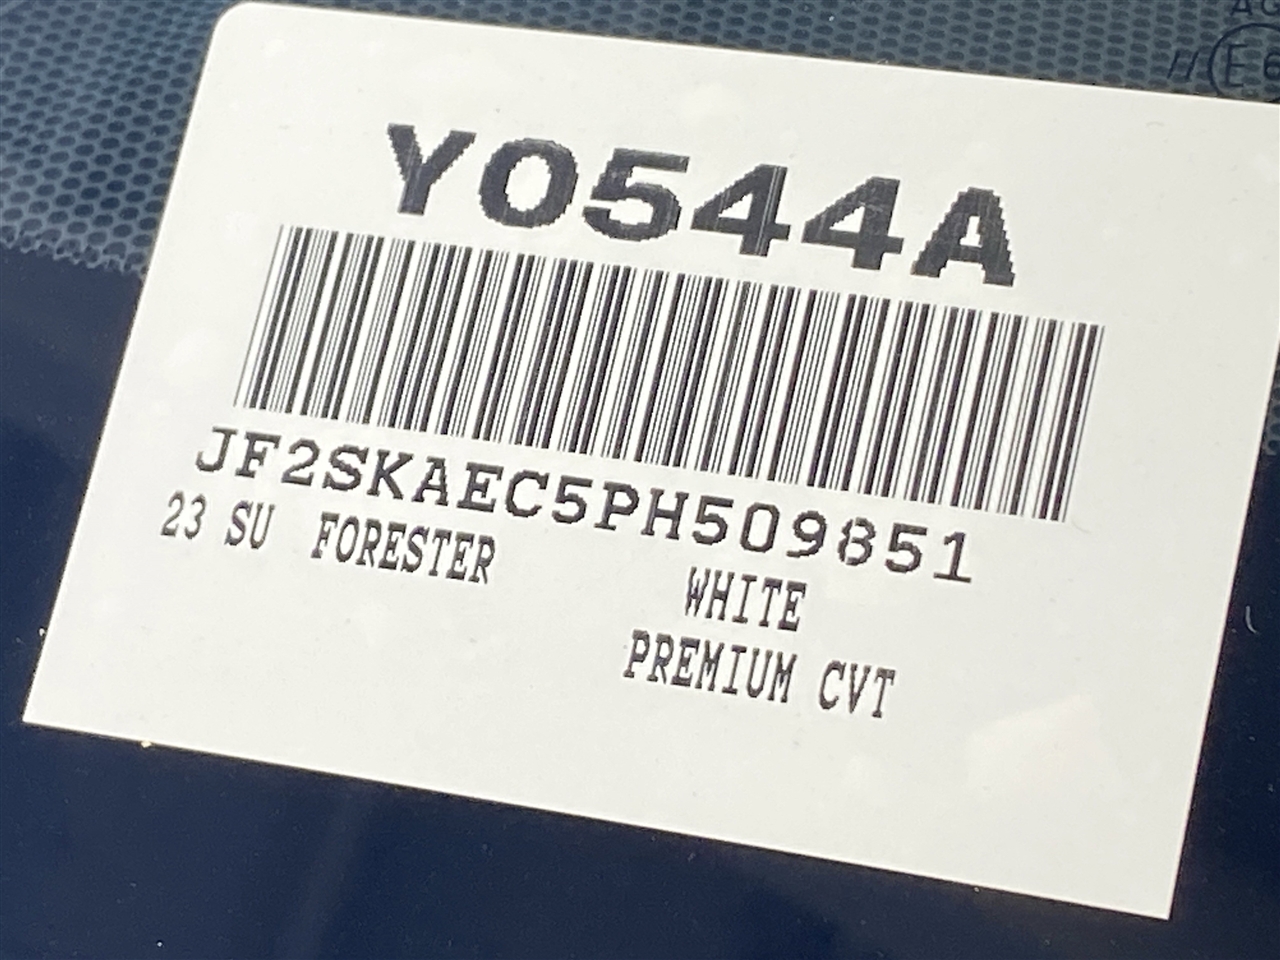 Y0544A
JF2SKAEC5PH509851
23 SU FORESTER
WHITE
PREMIUM CVT